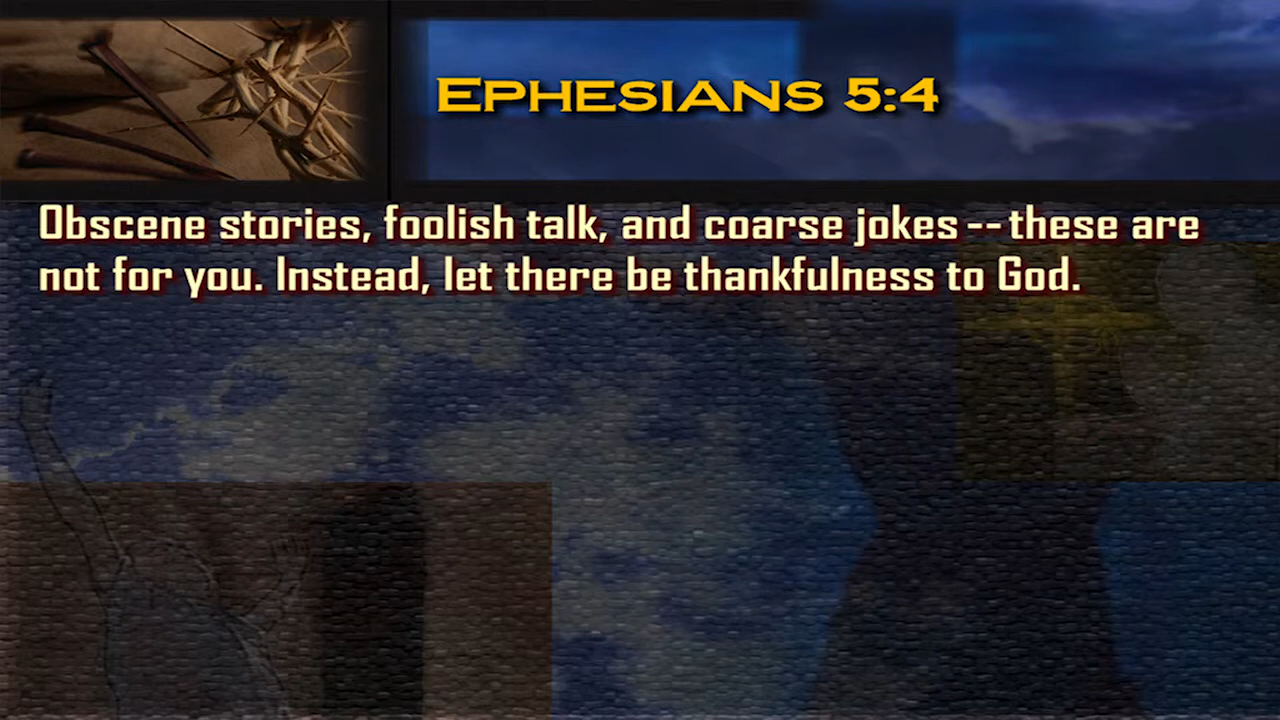 EPHESIANS 5:4
Obscene stories, foolish talk, and coarse jokes -- these are
not for you. Instead, let there be thankfulness to God.